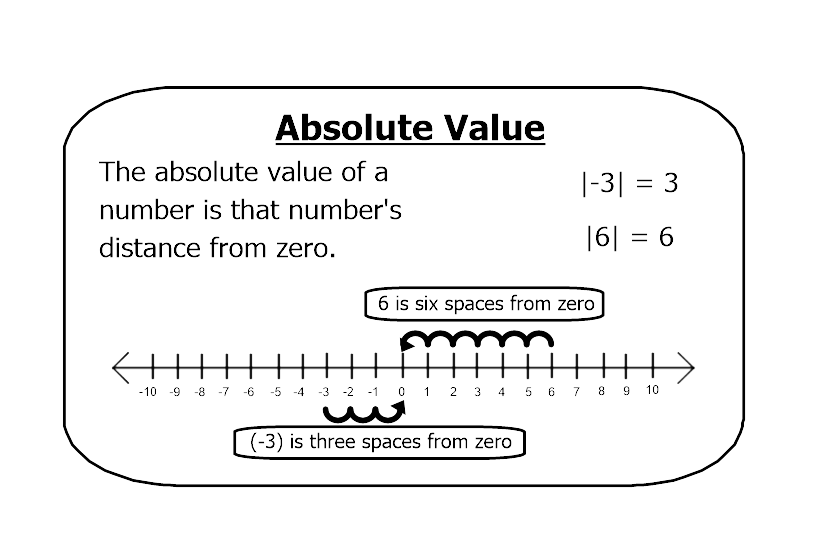 Absolute Value
The absolute value of a
number is that number's
distance from zero.
|-3| = 3
|6| = 6
6 is six spaces from zero
-10 -9 -8 -7 -6 -5 -4 -3 -2 -1 0 1 2 3 4 5 6 7 8 9 10
(-3) is three spaces from zero